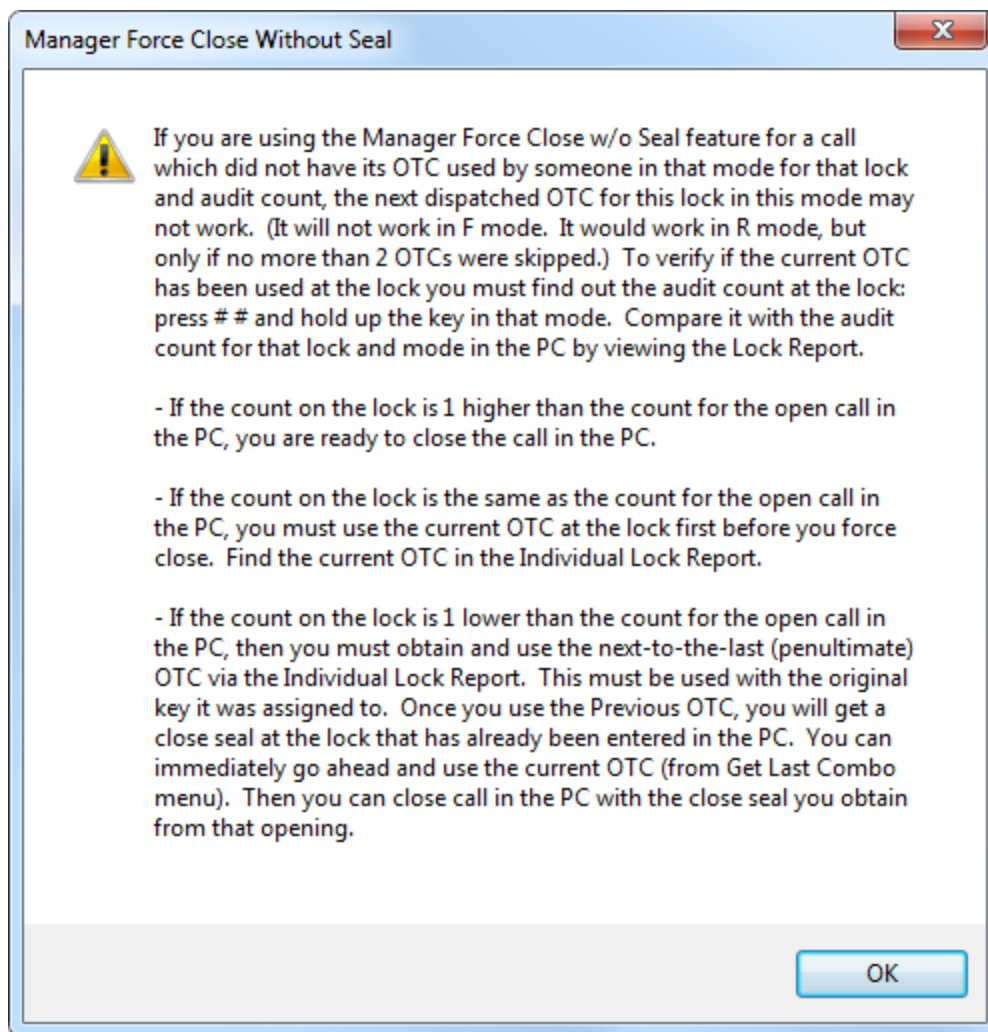 Manager Force Close Without Seal
If you are using the Manager Force Close w/o Seal feature for a call
which did not have its OTC used by someone in that mode for that lock
and audit count, the next dispatched OTC for this lock in this mode may
not work.  (It will not work in F mode.  It would work in R mode, but
only if no more than 2 OTCs were skipped.)  To verify if the current OTC
has been used at the lock you must find out the audit count at the lock:
press # # and hold up the key in that mode.  Compare it with the audit
count for that lock and mode in the PC by viewing the Lock Report.
- If the count on the lock is 1 higher than the count for the open call in
the PC, you are ready to close the call in the PC.
- If the count on the lock is the same as the count for the open call in
the PC, you must use the current OTC at the lock first before you force
close.  Find the current OTC in the Individual Lock Report.
- If the count on the lock is 1 lower than the count for the open call in
the PC, then you must obtain and use the next-to-the-last (penultimate)
OTC via the Individual Lock Report.  This must be used with the original
key it was assigned to.  Once you use the Previous OTC, you will get a
close seal at the lock that has already been entered in the PC.  You can
immediately go ahead and use the current OTC (from Get Last Combo
menu).  Then you can close call in the PC with the close seal you obtain
from that opening.
OK